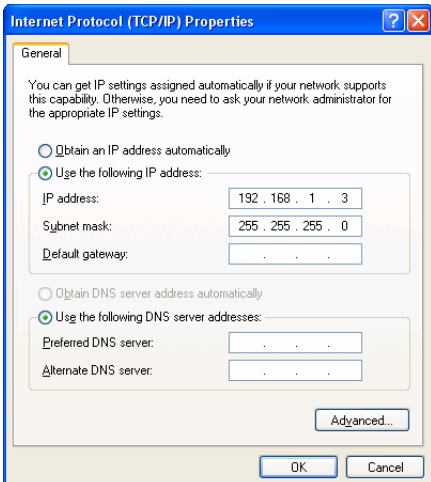 Internet Protocol (TCP/IP) Properties
General
You can get IP settings assigned automatically if your network supports
this capability. Otherwise, you need to ask your network administrator for
the appropriate IP settings.
Obtain an IP address automatically
Use the following IP address:
IP address: 192 . 168 . 1 . 3
Subnet mask: 255 . 255 . 255 . 0
Default gateway: . . .
Obtain DNS server address automatically
Use the following DNS server addresses:
Preferred DNS server: . . .
Alternate DNS server: . . .
Advanced...
OK Cancel